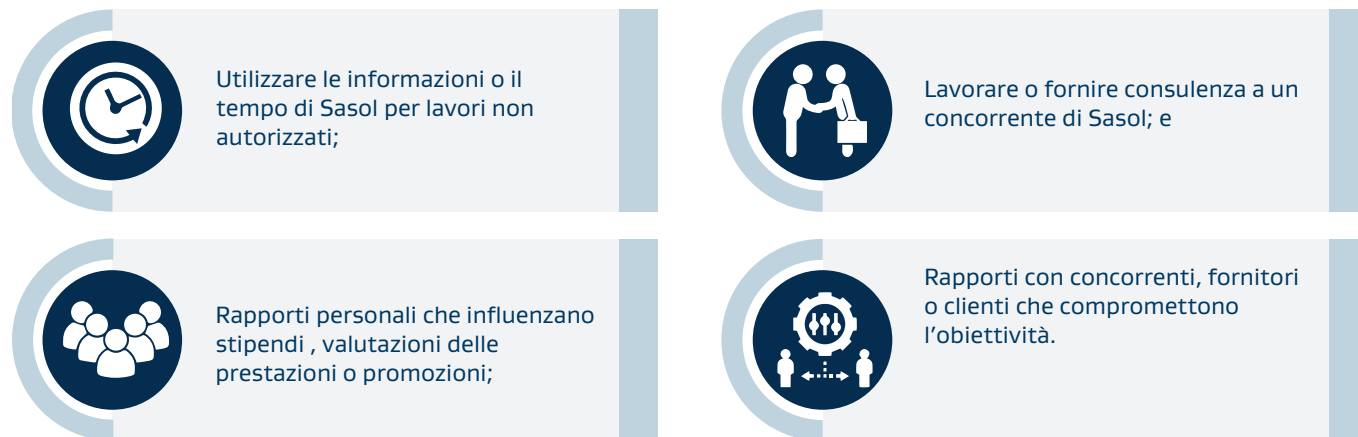 Utilizzare le informazioni o il
tempo di Sasol per lavori non
autorizzati;
Rapporti personali che influenzano
stipendi , valutazioni delle
prestazioni o promozioni;
Lavorare o fornire consulenza a un
concorrente di Sasol; e
Rapporti con concorrenti, fornitori
o clienti che compromettono
l’obiettività.